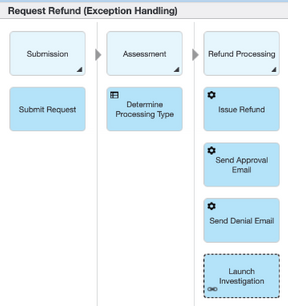 Request Refund (Exception Handling)
Submission
Assessment
Refund Processing
Submit Request
Determine
Processing Type
Issue Refund
Send Approval
Email
Send Denial Email
Launch
Investigation